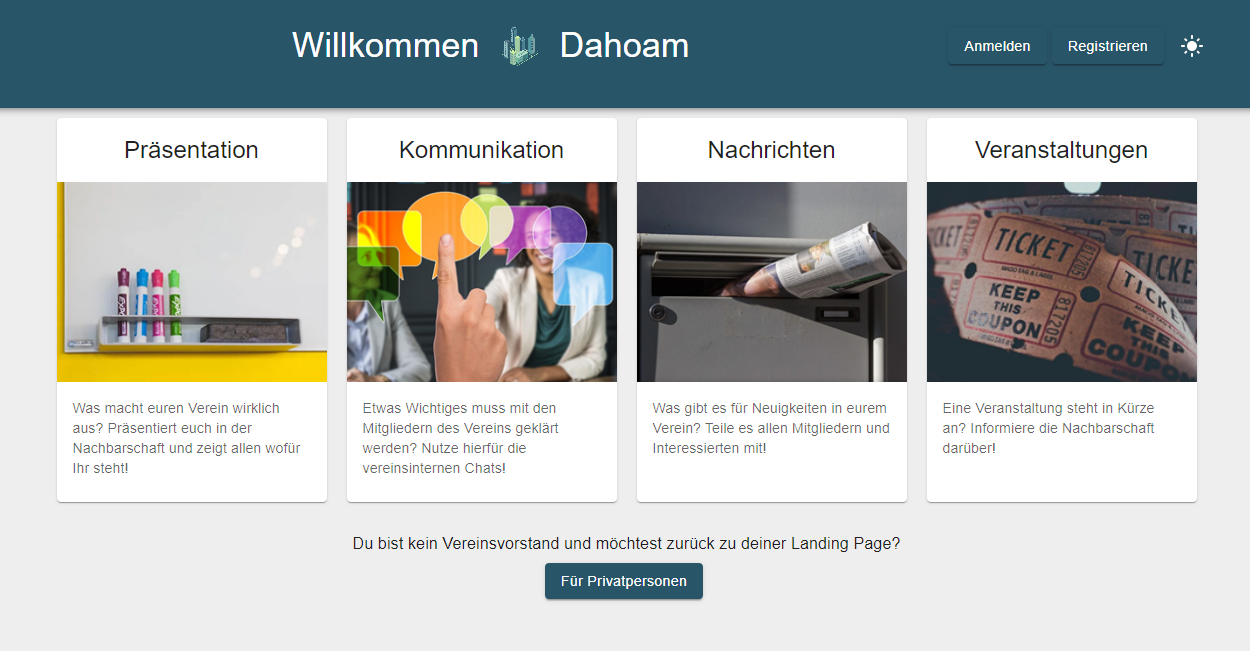 Willkommen Dahoam
Anmelden
Registrieren
Präsentation
Kommunikation
Nachrichten
Veranstaltungen
EXPO
TICKET
817205
KEEP
THIS
COUPON
817205
TICKET
KEEP
THIS
COUPON
Was macht euren Verein wirklich
aus? Präsentiert euch in der
Nachbarschaft und zeigt allen wofür
Ihr steht!
Etwas Wichtiges muss mit den
Mitgliedern des Vereins geklärt
werden? Nutze hierfür die
vereinsinternen Chats!
Was gibt es für Neuigkeiten in eurem
Verein? Teile es allen Mitgliedern und
Interessierten mit!
Eine Veranstaltung steht in Kürze
an? Informiere die Nachbarschaft
darüber!
Du bist kein Vereinsvorstand und möchtest zurück zu deiner Landing Page?
Für Privatpersonen